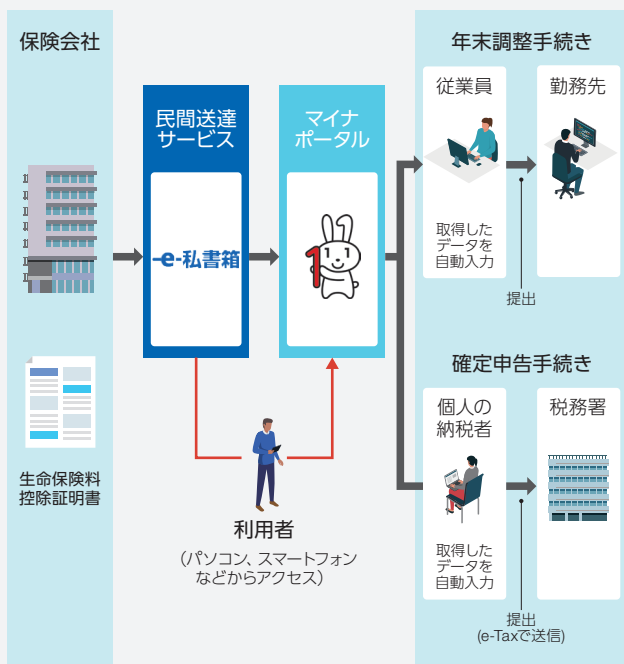 保険会社
生命保険料
控除証明書
民間送達
サービス
-e-私書箱
マイナ
ポータル
1
利用者
（パソコン、スマートフォン
などからアクセス）
年末調整手続き
従業員
取得した
データを
自動入力
勤務先
提出
確定申告手続き
個人の
納税者
取得した
データを
自動入力
税務署
提出
(e-Taxで送信)